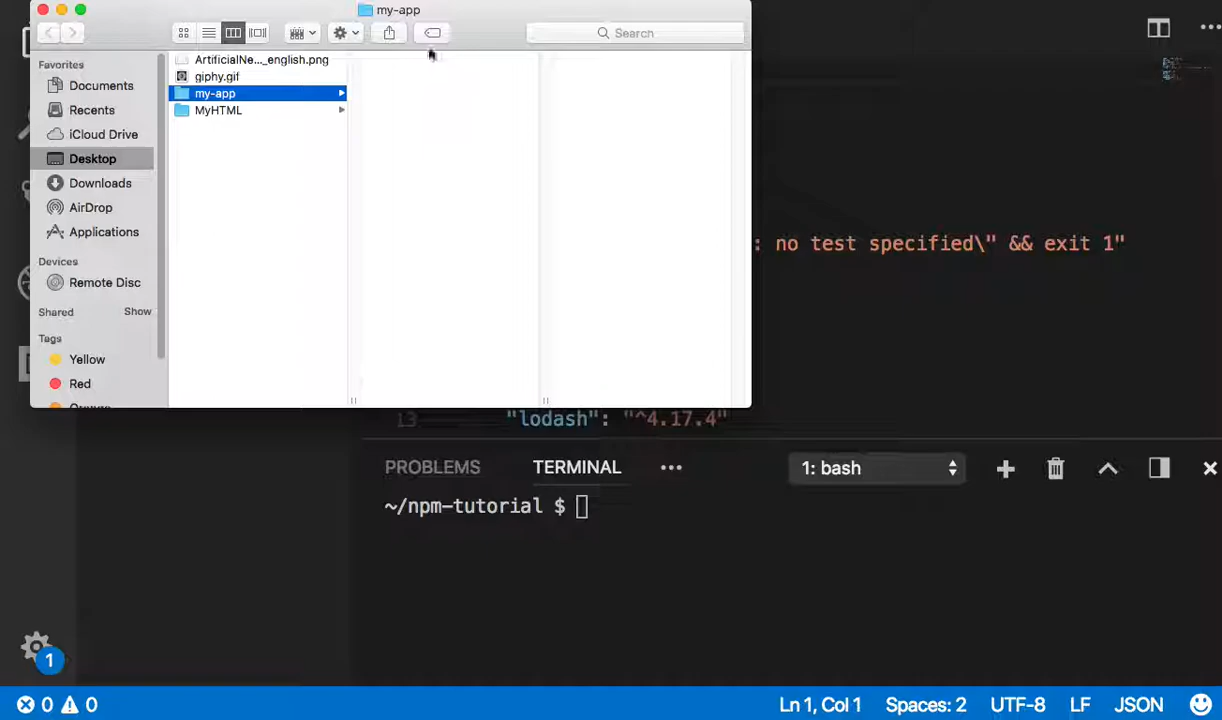 my-app
Search
Favorites
Documents
Recents
iCloud Drive
Desktop
Downloads
AirDrop
Applications
Devices
Remote Disc
Shared
Show
Tags
Yellow
Red
ArtificialNe..._english.png
giphy.gif
my-app
MyHTML
: no test specified\" && exit 1"
13 "lodash": "^4.17.4"
PROBLEMS TERMINAL ••• 1: bash
~/npm-tutorial $
1
0 0 Ln 1, Col 1 Spaces: 2 UTF-8 LF JSON